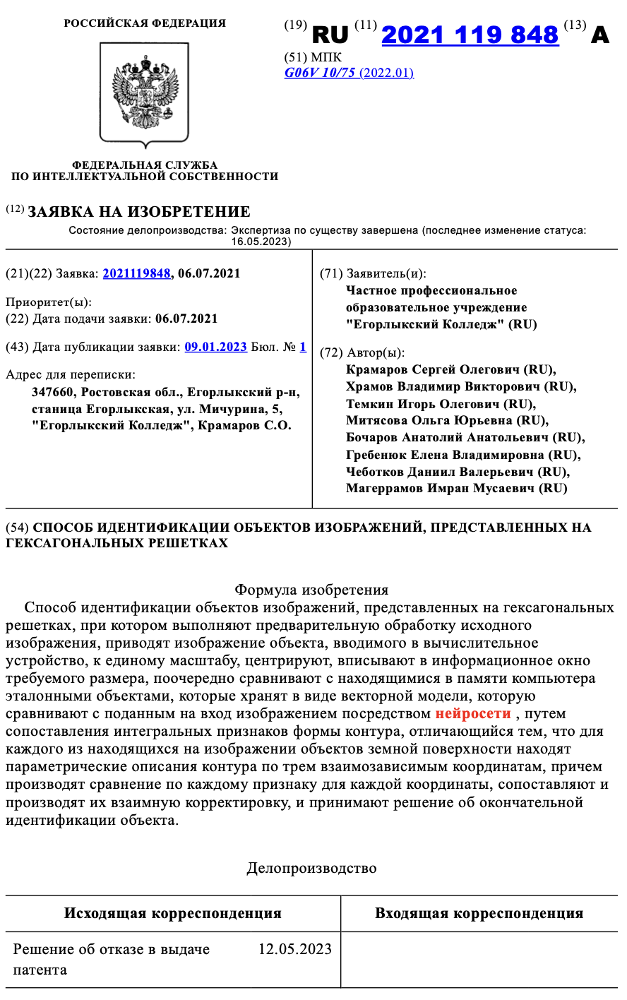 РОССИЙСКАЯ ФЕДЕРАЦИЯ
(19) RU (11) 2021 119 848 (13) A
(51) МПК
G06V 10/75 (2022.01)
ФЕДЕРАЛЬНАЯ СЛУЖБА
ПО ИНТЕЛЛЕКТУАЛЬНОЙ СОБСТВЕННОСТИ
(12) ЗАЯВКА НА ИЗОБРЕТЕНИЕ
Состояние делопроизводства: Экспертиза по существу завершена (последнее изменение статуса:
16.05.2023)
(21)(22) Заявка: 2021119848, 06.07.2021
Приоритет(ы):
(22) Дата подачи заявки: 06.07.2021
(43) Дата публикации заявки: 09.01.2023 Бюл. № 1
Адрес для переписки:
347660, Ростовская обл., Егорлыкский р-н,
станица Егорлыкская, ул. Мичурина, 5,
"Егорлыкский Колледж", Крамаров С.О.
(71) Заявитель(и):
Частное профессиональное
образовательное учреждение
"Егорлыкский Колледж" (RU)
(72) Автор(ы):
Крамаров Сергей Олегович (RU),
Храмов Владимир Викторович (RU),
Темкин Игорь Олегович (RU),
Митясова Ольга Юрьевна (RU),
Бочаров Анатолий Анатольевич (RU),
Гребенюк Елена Владимировна (RU),
Чеботков Даниил Валерьевич (RU),
Магеррамов Имран Мусаевич (RU)
(54) СПОСОБ ИДЕНТИФИКАЦИИ ОБЪЕКТОВ ИЗОБРАЖЕНИЙ, ПРЕДСТАВЛЕННЫХ НА
ГЕКСАГОНАЛЬНЫХ РЕШЕТКАХ
Формула изобретения
Способ идентификации объектов изображений, представленных на гексагональных
решетках, при котором выполняют предварительную обработку исходного
изображения, приводят изображение объекта, вводимого в вычислительное
устройство, к единому масштабу, центрируют, вписывают в информационное окно
требуемого размера, поочередно сравнивают с находящимися в памяти компьютера
эталонными объектами, которые хранят в виде векторной модели, которую
сравнивают с поданным на вход изображением посредством нейросети , путем
сопоставления интегральных признаков формы контура, отличающийся тем, что для
каждого из находящихся на изображении объектов земной поверхности находят
параметрические описания контура по трем взаимозависимым координатам, причем
производят сравнение по каждому признаку для каждой координаты, сопоставляют и
производят их взаимную корректировку, и принимают решение об окончательной
идентификации объекта.
Делопроизводство
Исходящая корреспонденция Входящая корреспонденция
Решение об отказе в выдаче 12.05.2023
патента